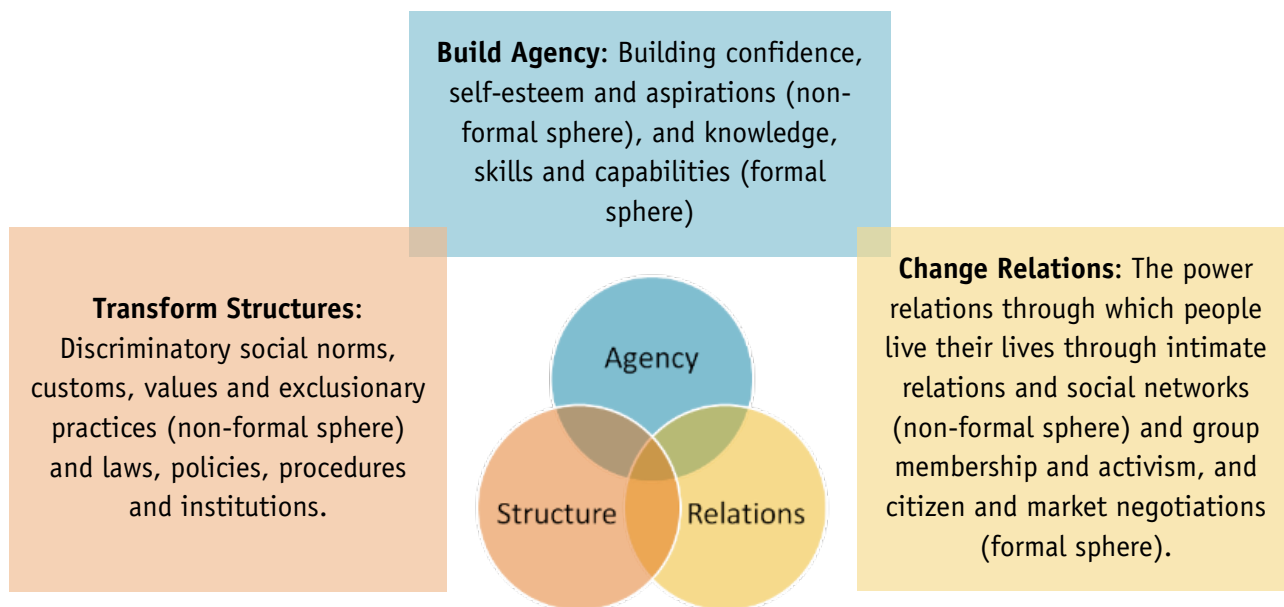 Build Agency: Building confidence,
self-esteem and aspirations (non-
formal sphere), and knowledge,
skills and capabilities (formal
sphere)
Transform Structures:
Discriminatory social norms,
customs, values and exclusionary
practices (non-formal sphere)
and laws, policies, procedures
and institutions.
Change Relations: The power
relations through which people
live their lives through intimate
relations and social networks
(non-formal sphere) and group
membership and activism, and
citizen and market negotiations
(formal sphere).
Agency
Structure
Relations